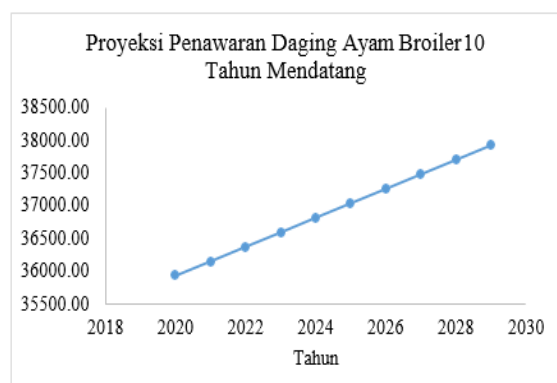 Proyeksi Penawaran Daging Ayam Broiler10
Tahun Mendatang
38500.00
38000.00
37500.00
37000.00
36500.00
36000.00
35500.00
2018 2020 2022 2024 2026 2028 2030
Tahun